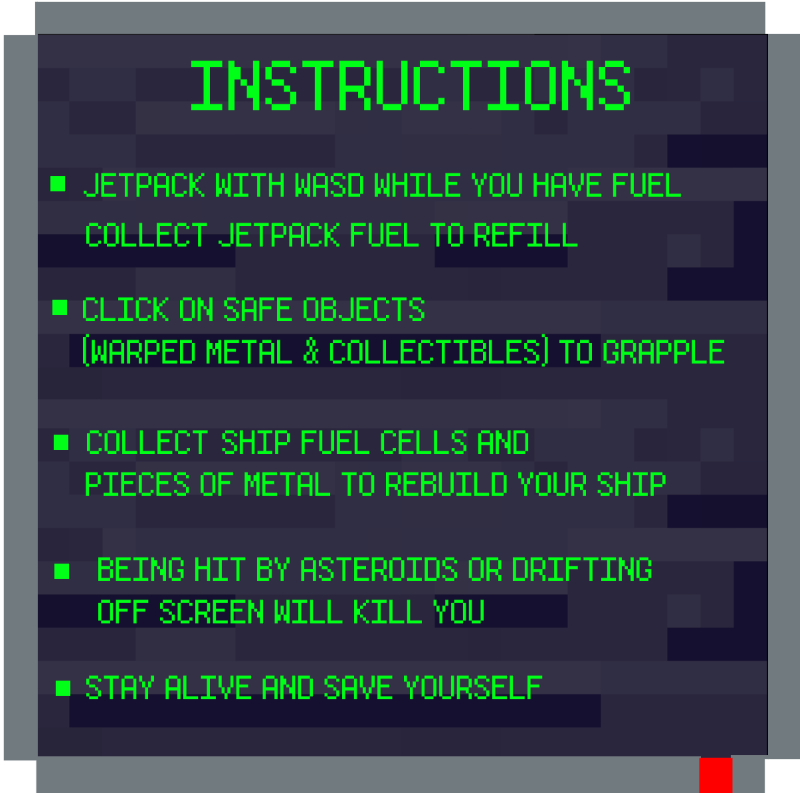 INSTRUCTIONS
JETPACK WITH WASD WHILE YOU HAVE FUEL
COLLECT JETPACK FUEL TO REFILL
CLICK ON SAFE OBJECTS
(WARPED METAL & COLLECTIBLES) TO GRAPPLE
COLLECT SHIP FUEL CELLS AND
PIECES OF METAL TO REBUILD YOUR SHIP
BEING HIT BY ASTEROIDS OR DRIFTING
OFF SCREEN WILL KILL YOU
STAY ALIVE AND SAVE YOURSELF